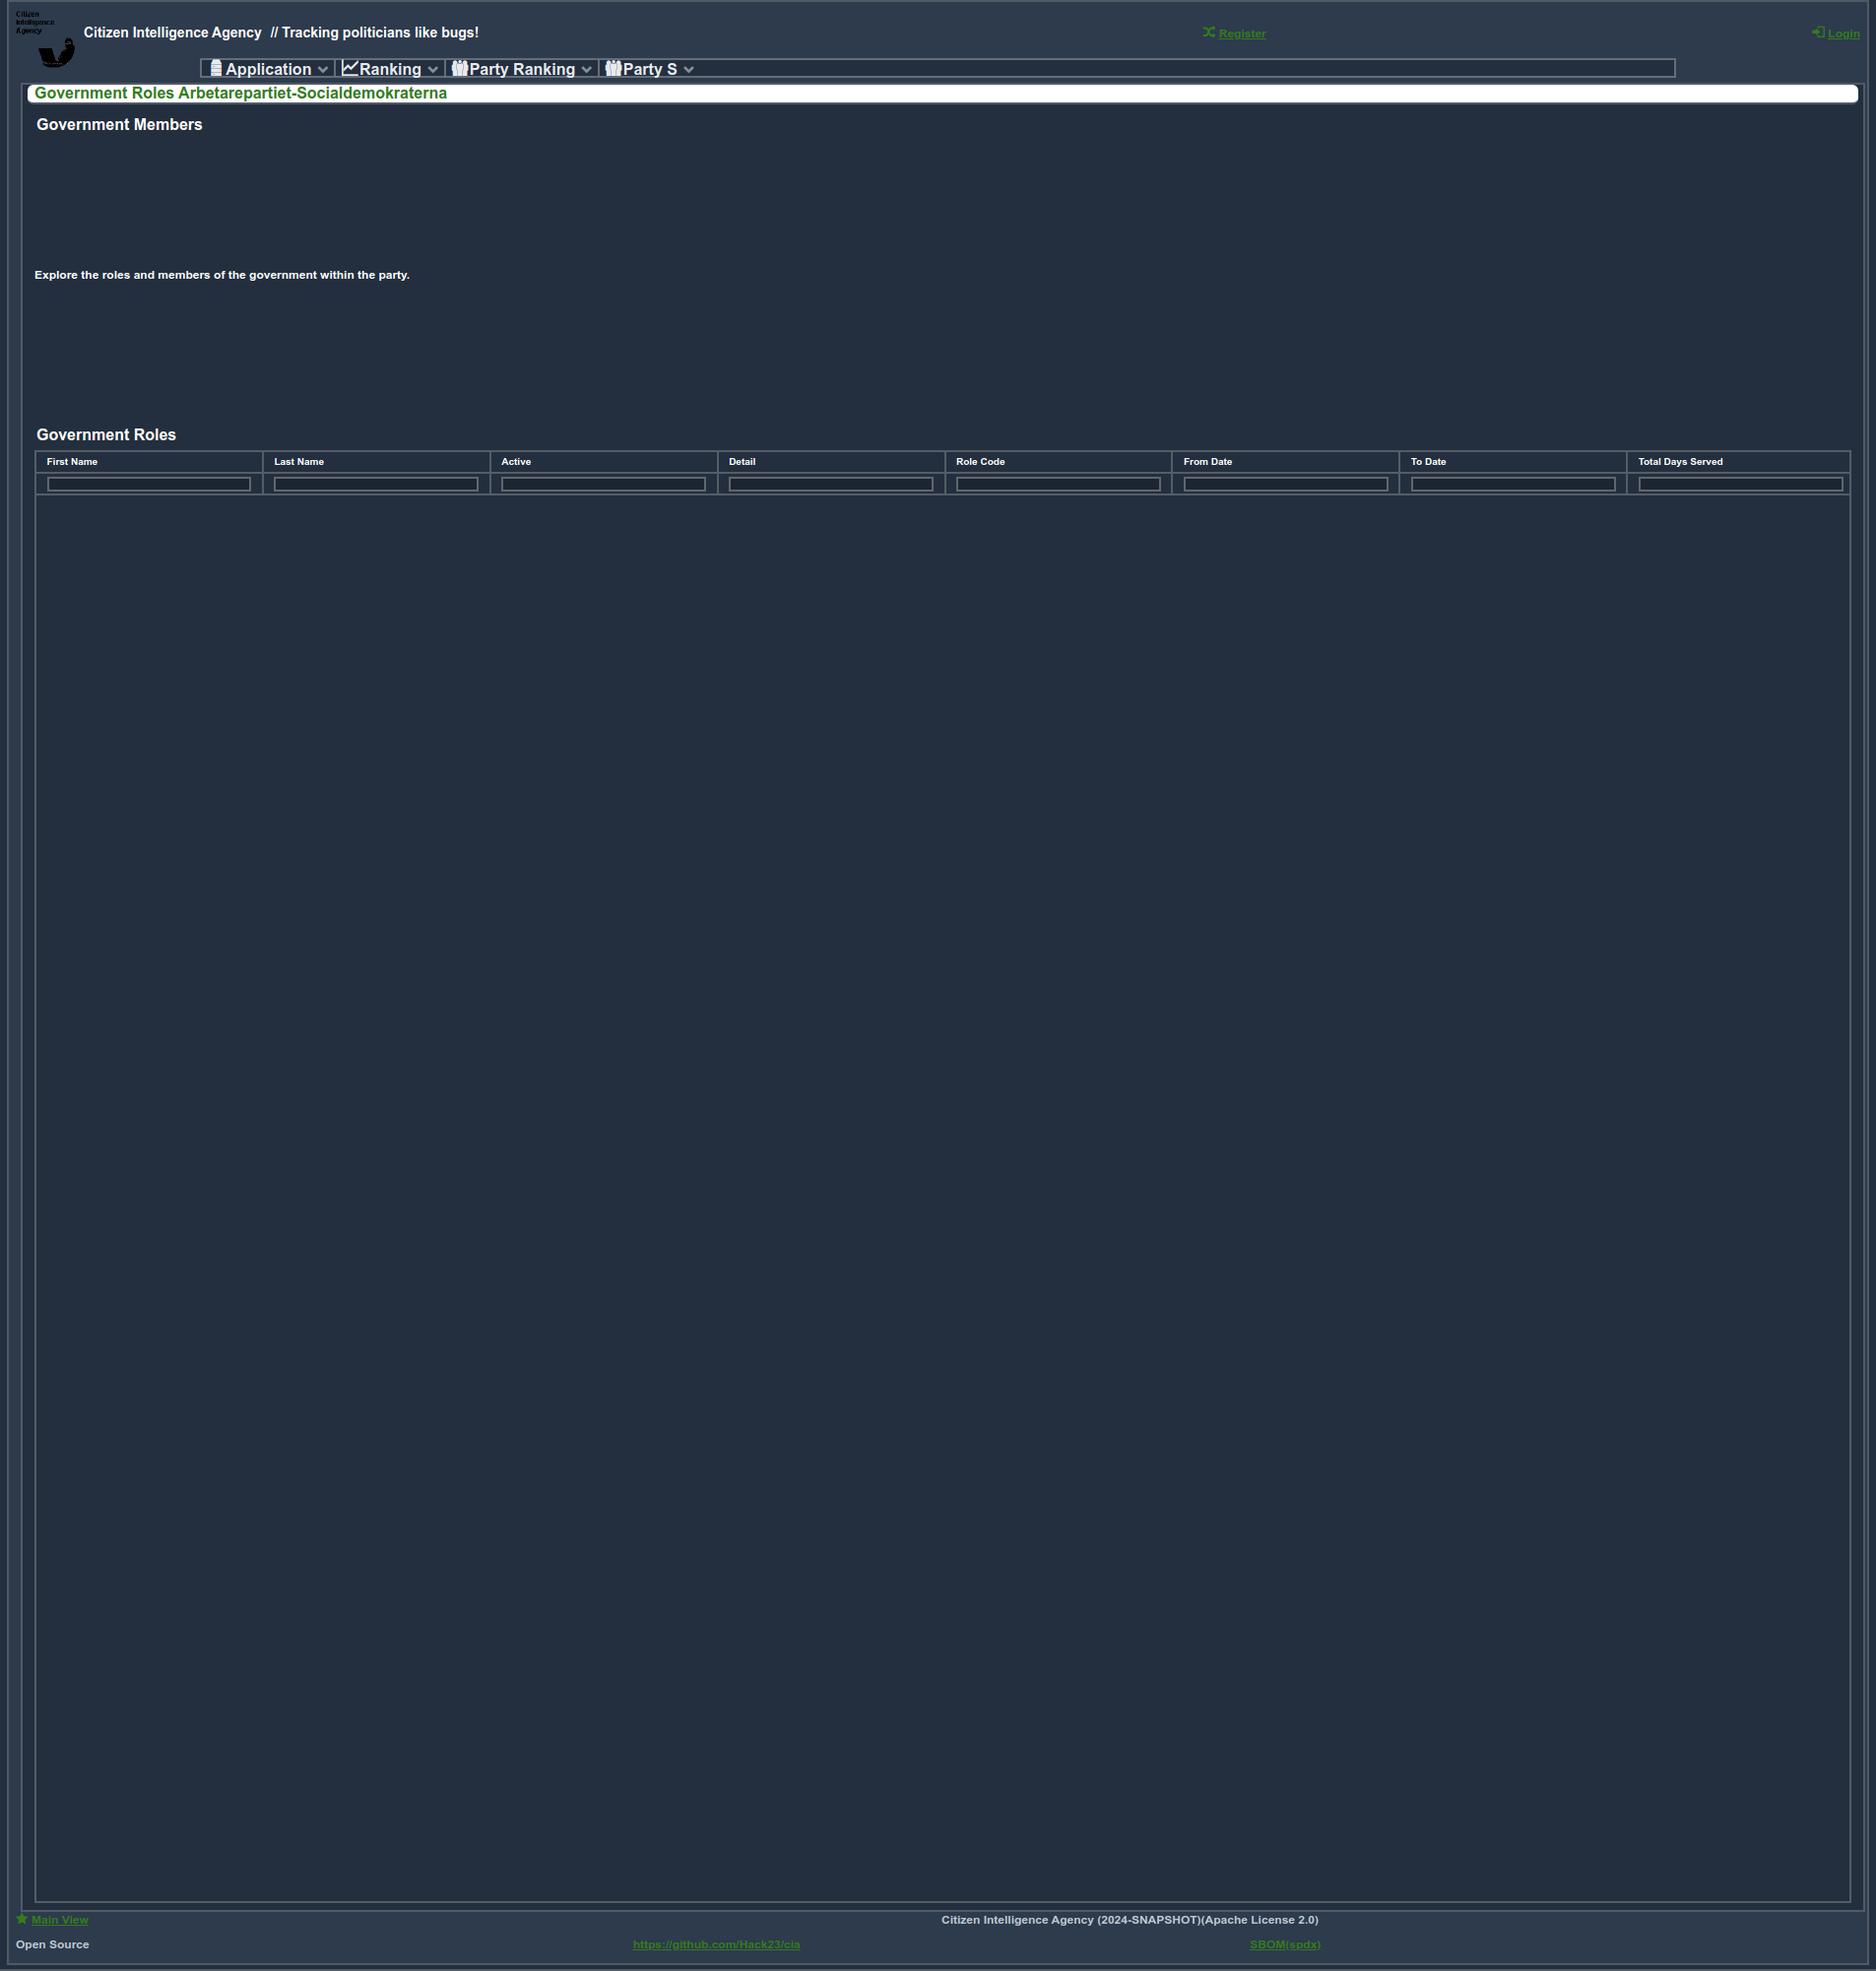 Citizen
Intelligence
Agency
Citizen Intelligence Agency // Tracking politicians like bugs!
Register
Login
Application
Ranking
Party Ranking
Party S
Government Roles Arbetarepartiet-Socialdemokraterna
Government Members
Explore the roles and members of the government within the party.
Government Roles
First Name
Last Name
Active
Detail
Role Code
From Date
To Date
Total Days Served
Main View
Citizen Intelligence Agency (2024-SNAPSHOT)(Apache License 2.0)
Open Source
https://github.com/Hack23/cia
SBOM(spdx)